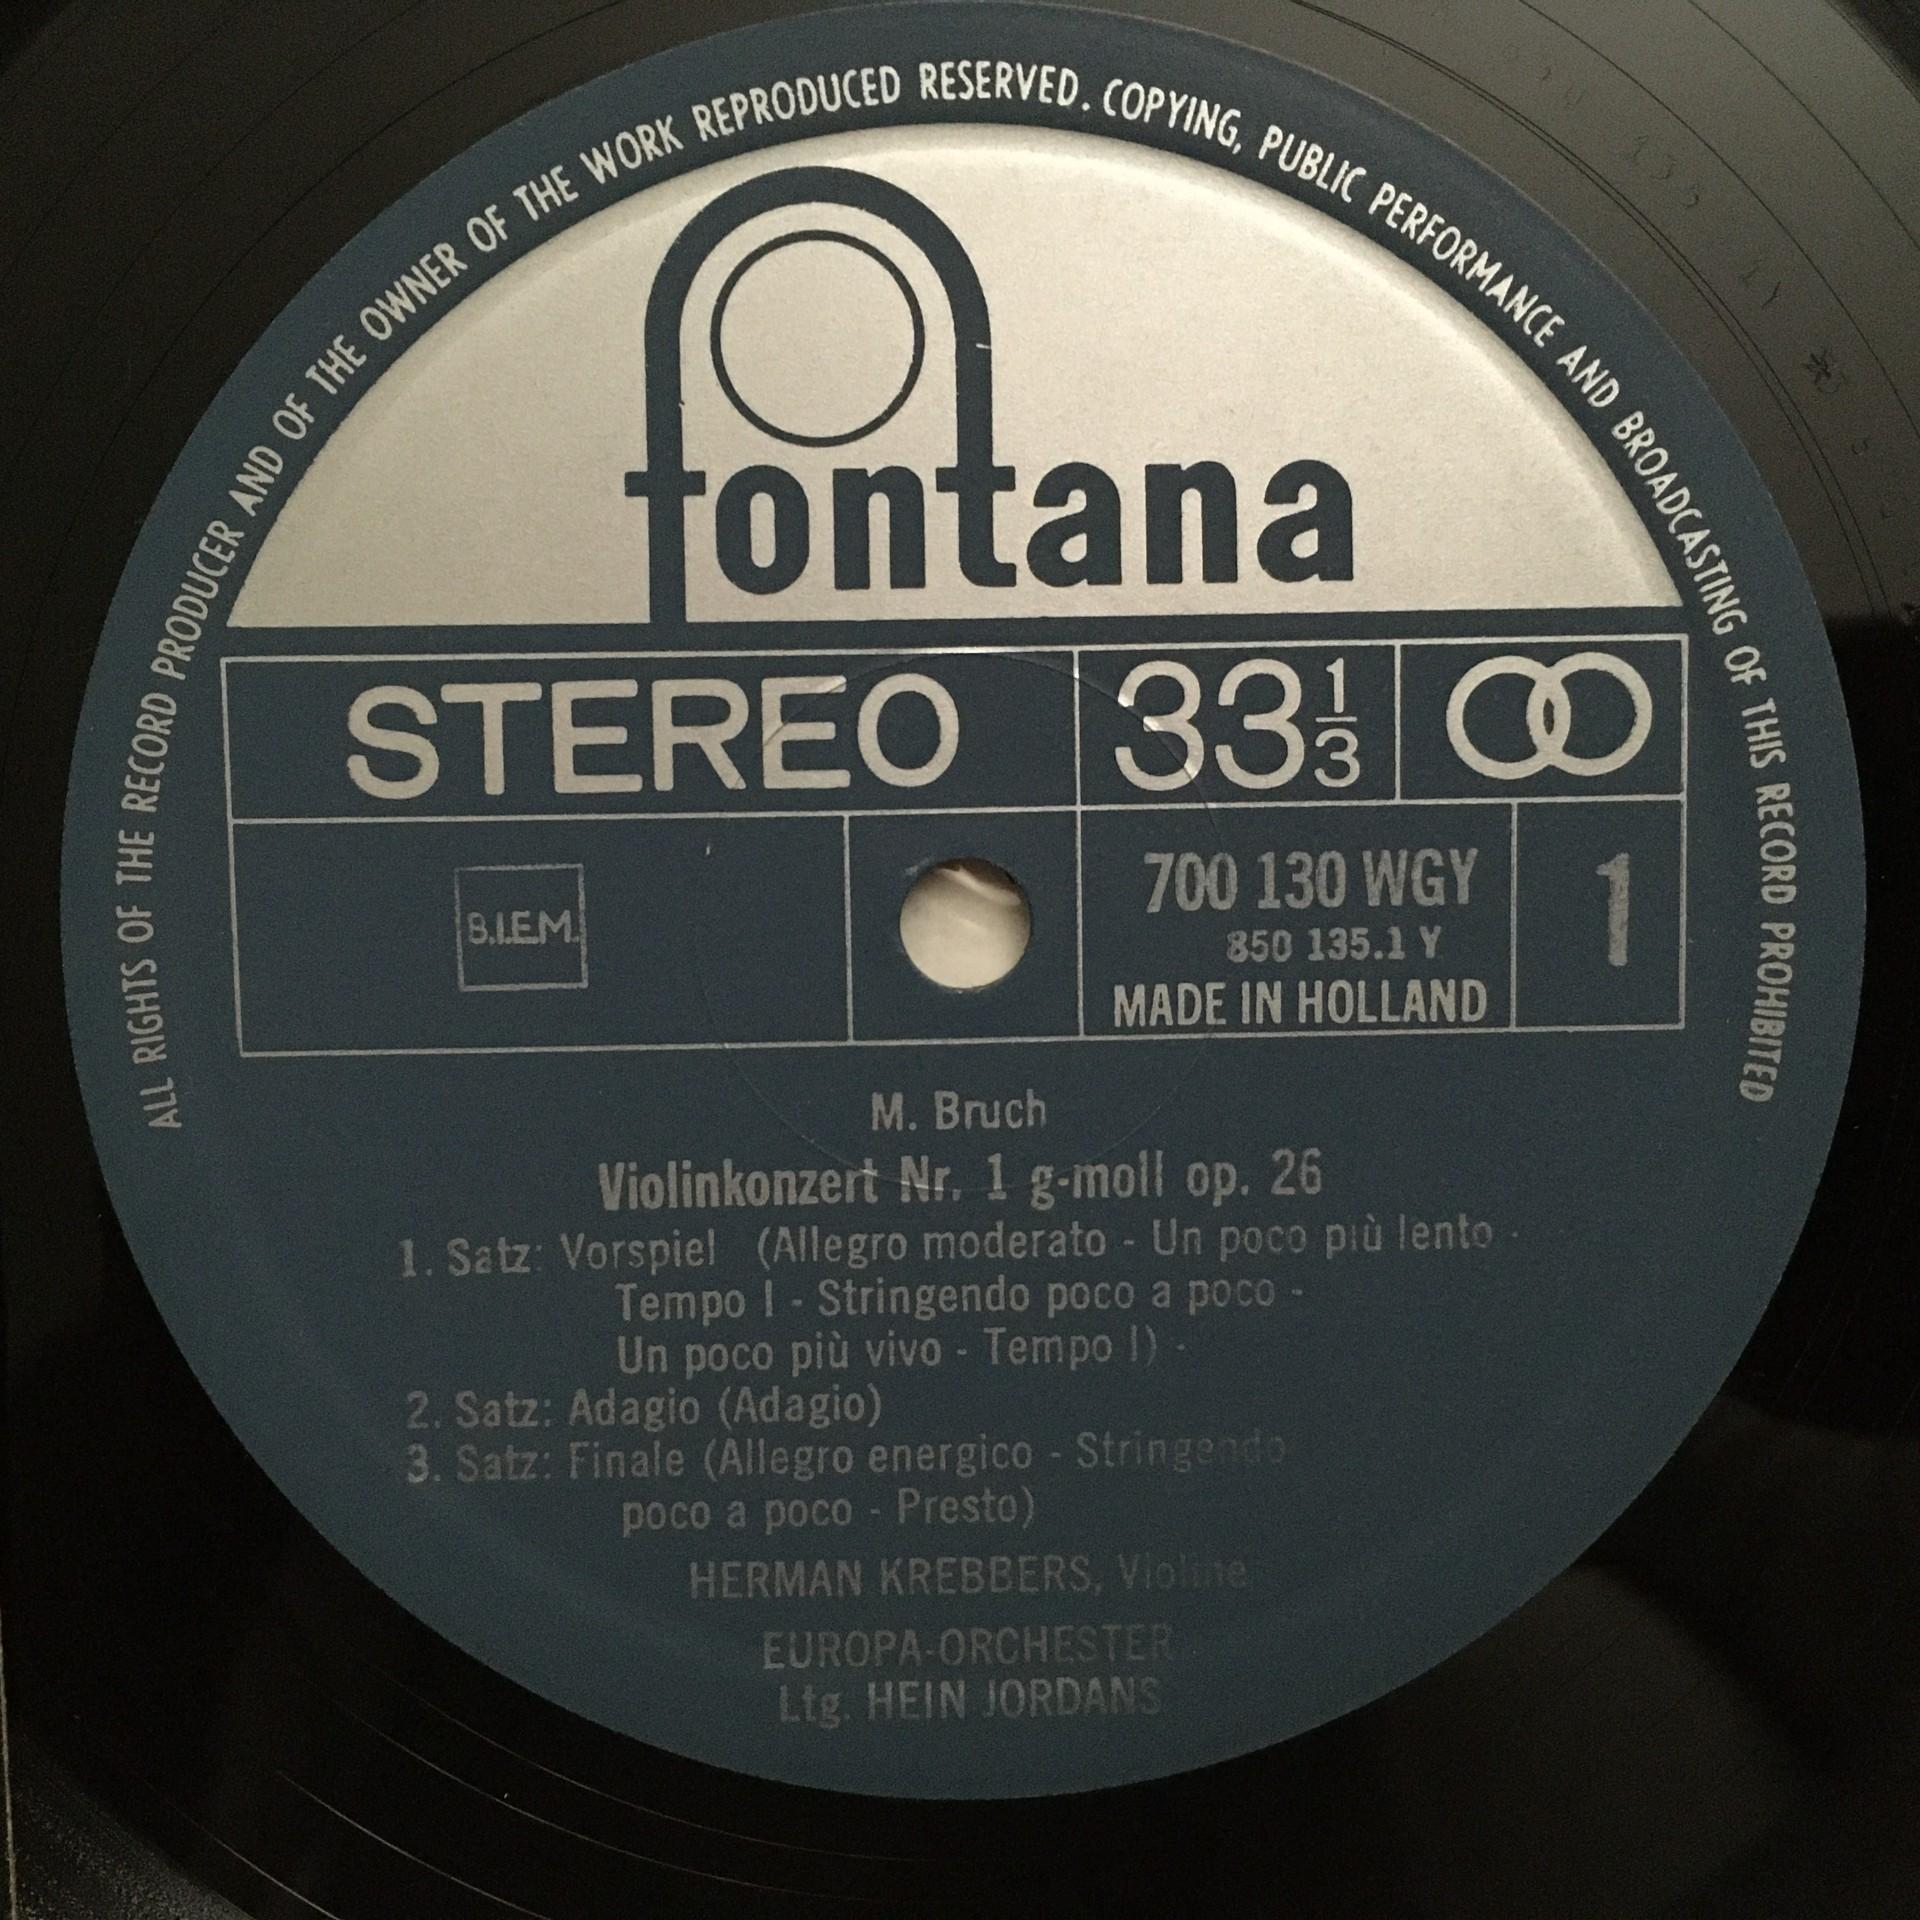 ALL RIGHTS OF THE RECORD PRODUCER AND OF THE OWNER OF THE WORK REPRODUCED RESERVED. COPYING, PUBLIC PERFORMANCE AND BROADCASTING OF THIS RECORD PROHIBITED
fontana
STEREO
33 1/3
B.I.E.M.
700 130 WGY
850 135.1 Y
MADE IN HOLLAND
1
M. Bruch
Violinkonzert Nr. 1 g-moll op. 26
1. Satz: Vorspiel (Allegro moderato - Un poco più lento -
Tempo I - Stringendo poco a poco -
Un poco più vivo - Tempo I) -
2. Satz: Adagio (Adagio)
3. Satz: Finale (Allegro energico - Stringendo
poco a poco - Presto)
HERMAN KREBBERS, Violine
EUROPA-ORCHESTER
Ltg. HEIN JORDANS